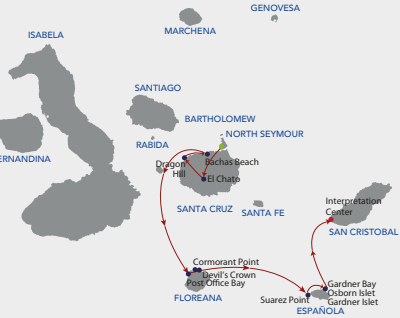 GENOVESA
MARCHENA
ISABELA
SANTIAGO
BARTHOLOMEW
NORTH SEYMOUR
RABIDA
ERNANDINA
Dragon
Hill
Bachas Beach
El Chato
SANTA CRUZ
SANTA FE
Interpretation
Center
SAN CRISTOBAL
Cormorant Point
Devil's Crown
Post Office Bay
FLOREANA
Suarez Point
Gardner Bay
Osborn Islet
Gardner Islet
ESPAÑOLA